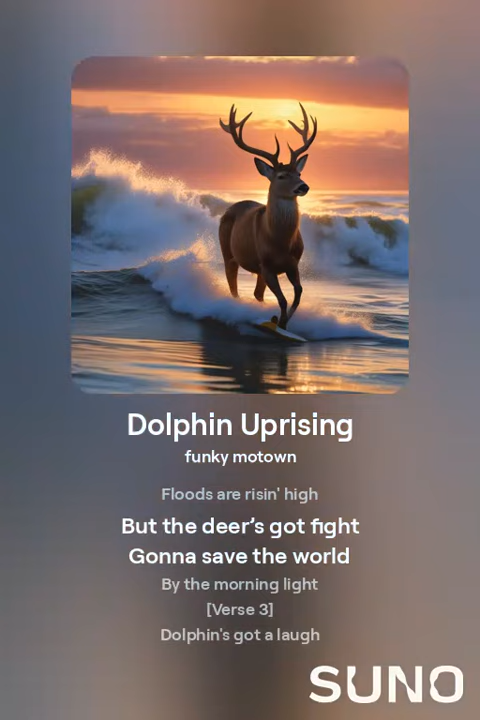 Dolphin Uprising
funky motown
Floods are risin' high
But the deer's got fight
Gonna save the world
By the morning light
[Verse 3]
Dolphin's got a laugh
SUNO